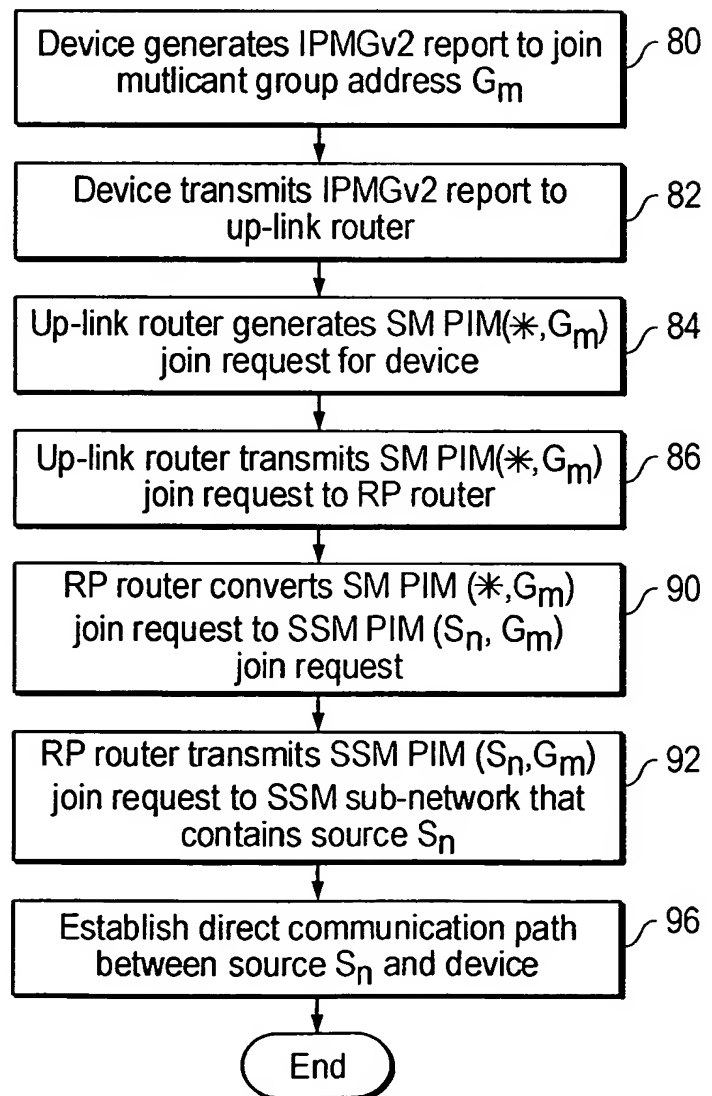 Device generates IPMGv2 report to join
mutlicant group address Gm
80
Device transmits IPMGv2 report to
up-link router
82
Up-link router generates SM PIM(*,Gm)
join request for device
84
Up-link router transmits SM PIM(*,Gm)
join request to RP router
86
RP router converts SM PIM (*,Gm)
join request to SSM PIM (Sn, Gm)
join request
90
RP router transmits SSM PIM (Sn,Gm)
join request to SSM sub-network that
contains source Sn
92
Establish direct communication path
between source Sn and device
96
End